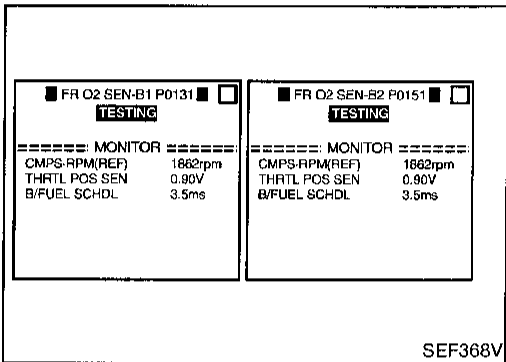 FR O2 SEN-B1 P0131
TESTING
====== MONITOR ======
CMPS-RPM(REF) 1862rpm
THRTL POS SEN 0.90V
B/FUEL SCHDL 3.5ms
FR O2 SEN-B2 P0151
TESTING
====== MONITOR ======
CMPS-RPM(REF) 1862rpm
THRTL POS SEN 0.90V
B/FUEL SCHDL 3.5ms
SEF368V